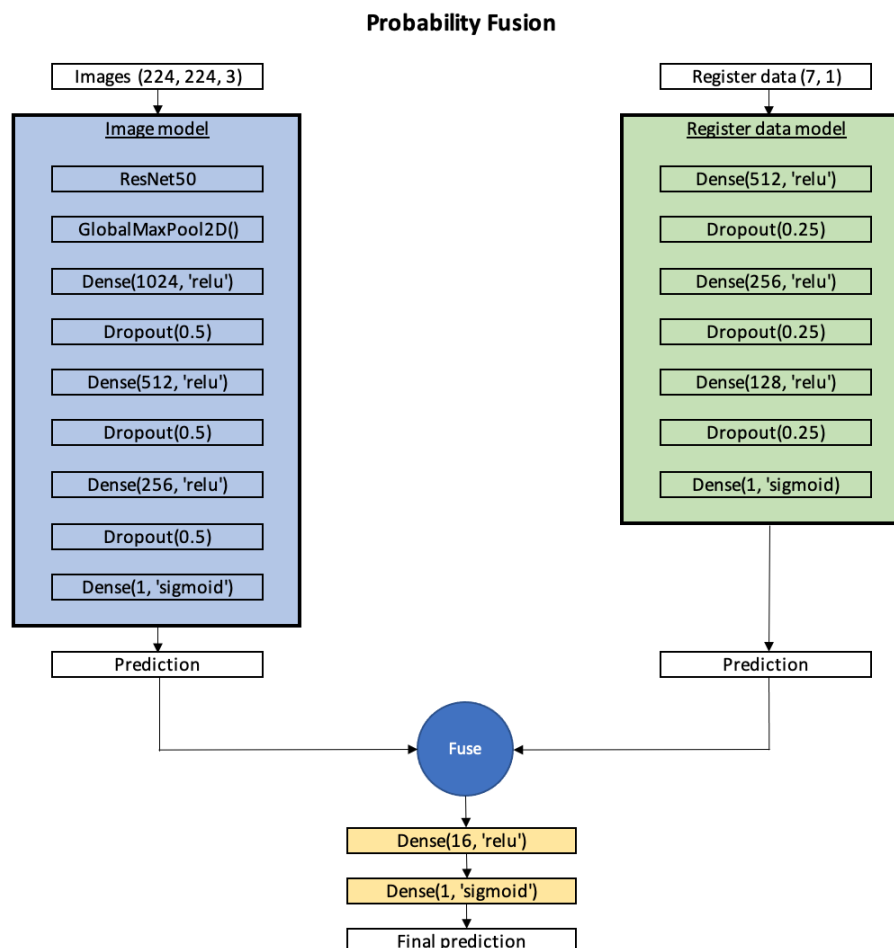 Probability Fusion
Images (224, 224, 3)
Image model
ResNet50
GlobalMaxPool2D()
Dense(1024, 'relu')
Dropout(0.5)
Dense(512, 'relu')
Dropout(0.5)
Dense(256, 'relu')
Dropout(0.5)
Dense(1, 'sigmoid')
Prediction
Register data (7, 1)
Register data model
Dense(512, 'relu')
Dropout(0.25)
Dense(256, 'relu')
Dropout(0.25)
Dense(128, 'relu')
Dropout(0.25)
Dense(1, 'sigmoid)
Prediction
Fuse
Dense(16, 'relu')
Dense(1, 'sigmoid')
Final prediction